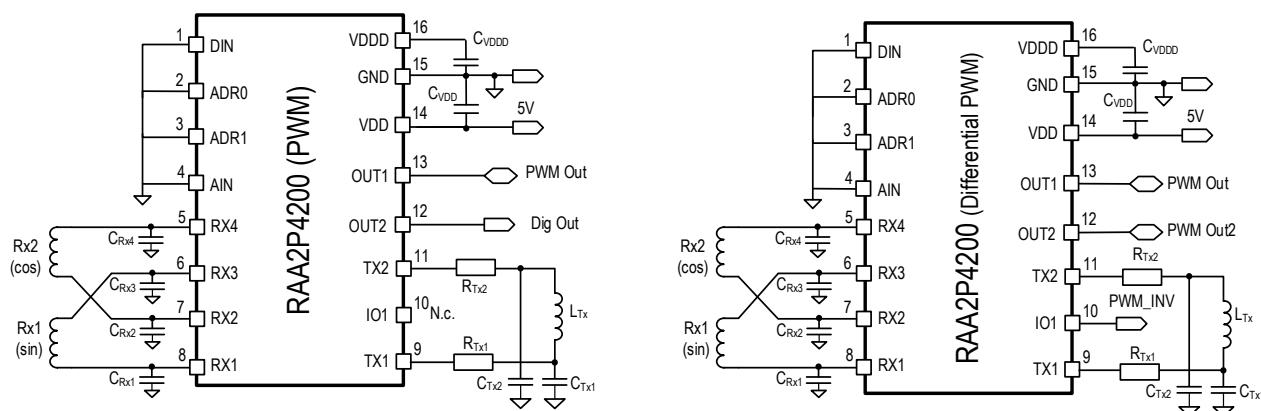 RAA2P4200 (PWM)
1 DIN
2 ADR0
3 ADR1
4 AIN
5 RX4
6 RX3
7 RX2
8 RX1
VDDD 16
GND 15
VDD 14
OUT1 13
OUT2 12
TX2 11
IO1 10 N.c.
TX1 9
CVDDD
CVDD
5V
PWM Out
Dig Out
RTx2
LTx
RTx1
CTx2
CTx1
Rx2
(cos)
Rx1
(sin)
CRx4
CRx3
CRx2
CRx1
RAA2P4200 (Differential PWM)
1 DIN
2 ADR0
3 ADR1
4 AIN
5 RX4
6 RX3
7 RX2
8 RX1
VDDD 16
GND 15
VDD 14
OUT1 13
OUT2 12
TX2 11
IO1 10
TX1 9
CVDDD
CVDD
5V
PWM Out
PWM Out2
RTx2
PWM_INV
LTx
RTx1
CTx2
CTx
Rx2
(cos)
Rx1
(sin)
CRx4
CRx3
CRx2
CRx1